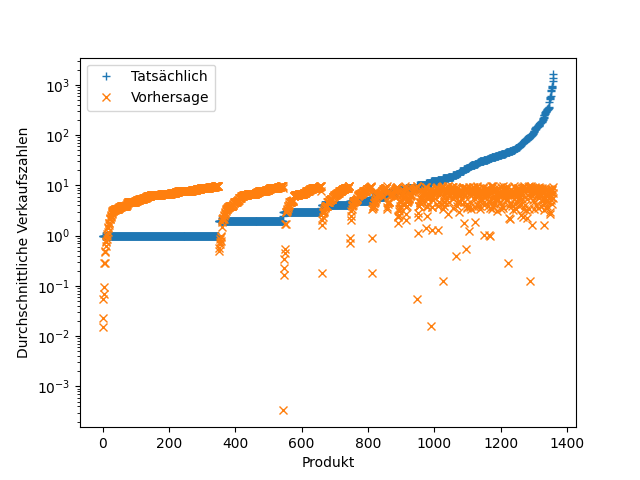 Tatsächlich
Vorhersage
Durchschnittliche Verkaufszahlen
10³
10²
10¹
10⁰
10⁻¹
10⁻²
10⁻³
0 200 400 600 800 1000 1200 1400
Produkt